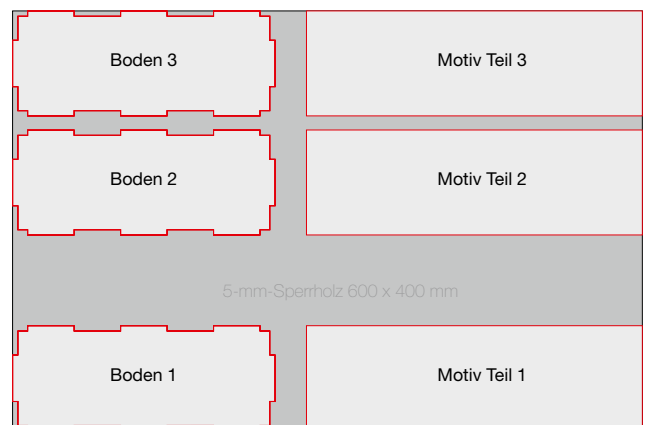 Boden 3
Motiv Teil 3
Boden 2
Motiv Teil 2
5-mm-Sperrholz 600 x 400 mm
Boden 1
Motiv Teil 1